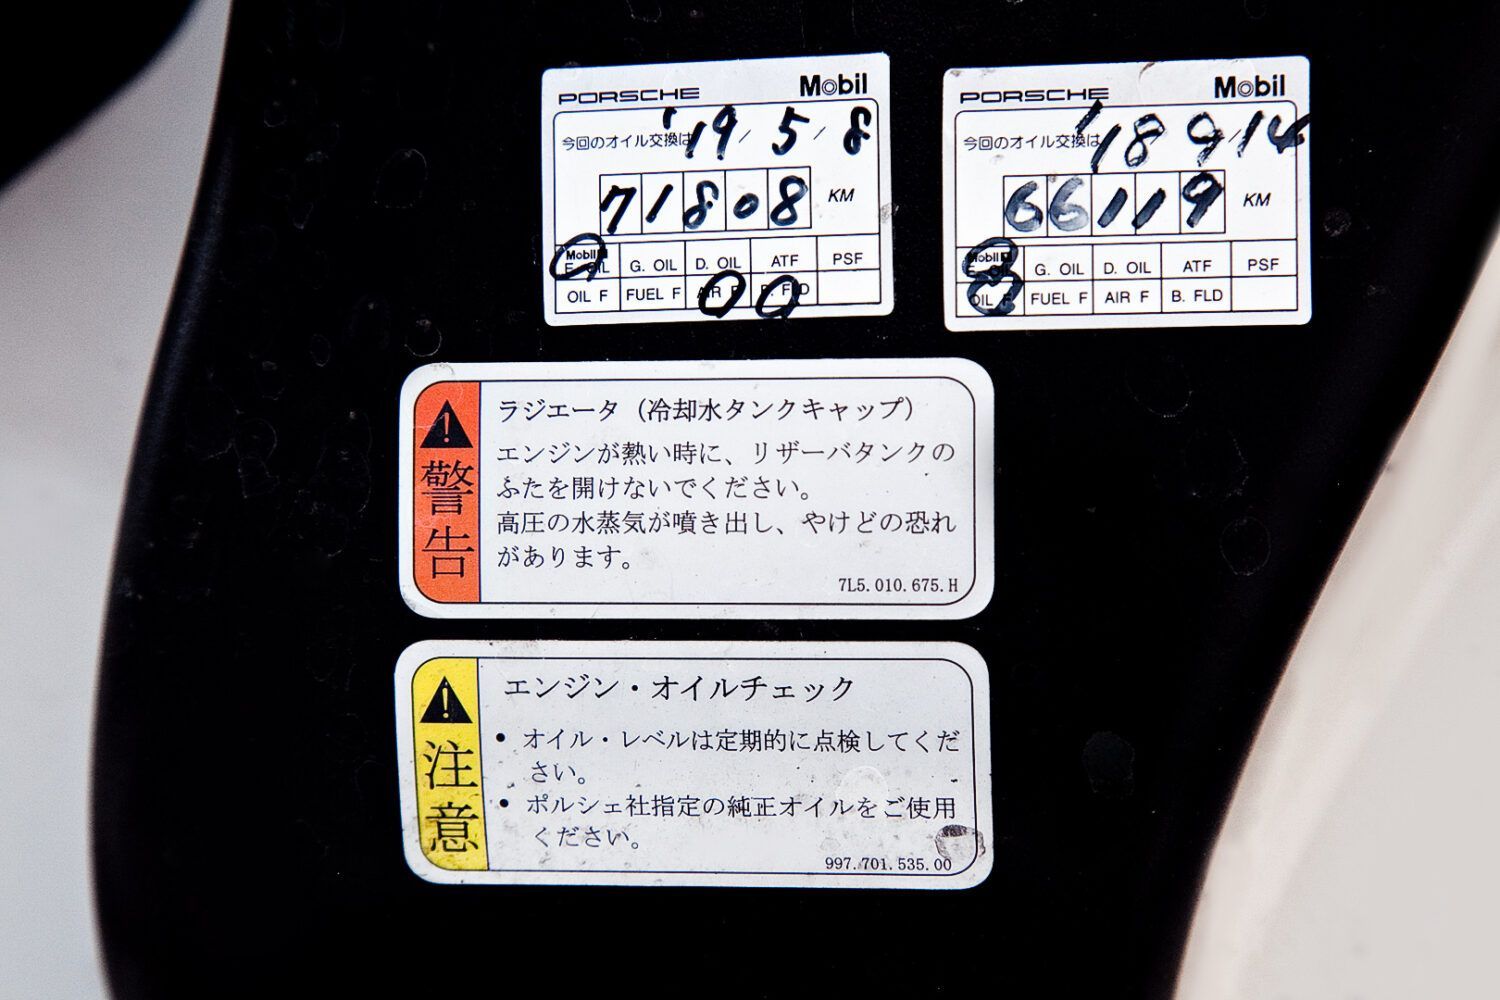 PORSCHE Mobil
今回のオイル交換は '19/5/8
71808 KM
Mobil 1
E. OIL G. OIL D. OIL ATF PSF
OIL F FUEL F AIR F B. FLD
PORSCHE Mobil
今回のオイル交換は '18 9/14
66119 KM
Mobil 1
E. OIL G. OIL D. OIL ATF PSF
OIL F FUEL F AIR F B. FLD
警告
ラジエータ（冷却水タンクキャップ）
エンジンが熱い時に、リザーバタンクの
ふたを開けないでください。
高圧の水蒸気が噴き出し、やけどの恐れ
があります。
7L5.010.675.H
注意
エンジン・オイルチェック
• オイル・レベルは定期的に点検してくだ
さい。
• ポルシェ社指定の純正オイルをご使用
ください。
997.701.535.00